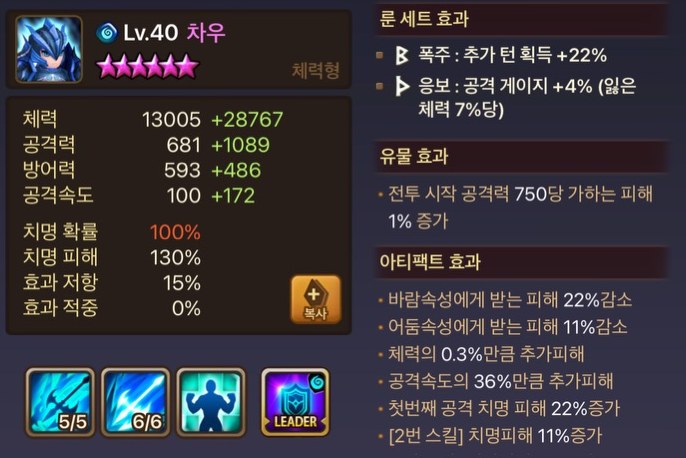 Lv.40 차우
체력형
체력 13005 +28767
공격력 681 +1089
방어력 593 +486
공격속도 100 +172
치명 확률 100%
치명 피해 130%
효과 저항 15%
효과 적중 0%
복사
5/5
6/6
LEADER
룬 세트 효과
폭주 : 추가 턴 획득 +22%
응보 : 공격 게이지 +4% (잃은
체력 7%당)
유물 효과
• 전투 시작 공격력 750당 가하는 피해
1% 증가
아티팩트 효과
• 바람속성에게 받는 피해 22%감소
• 어둠속성에게 받는 피해 11%감소
• 체력의 0.3%만큼 추가피해
• 공격속도의 36%만큼 추가피해
• 첫번째 공격 치명 피해 22%증가
• [2번 스킬] 치명피해 11%증가